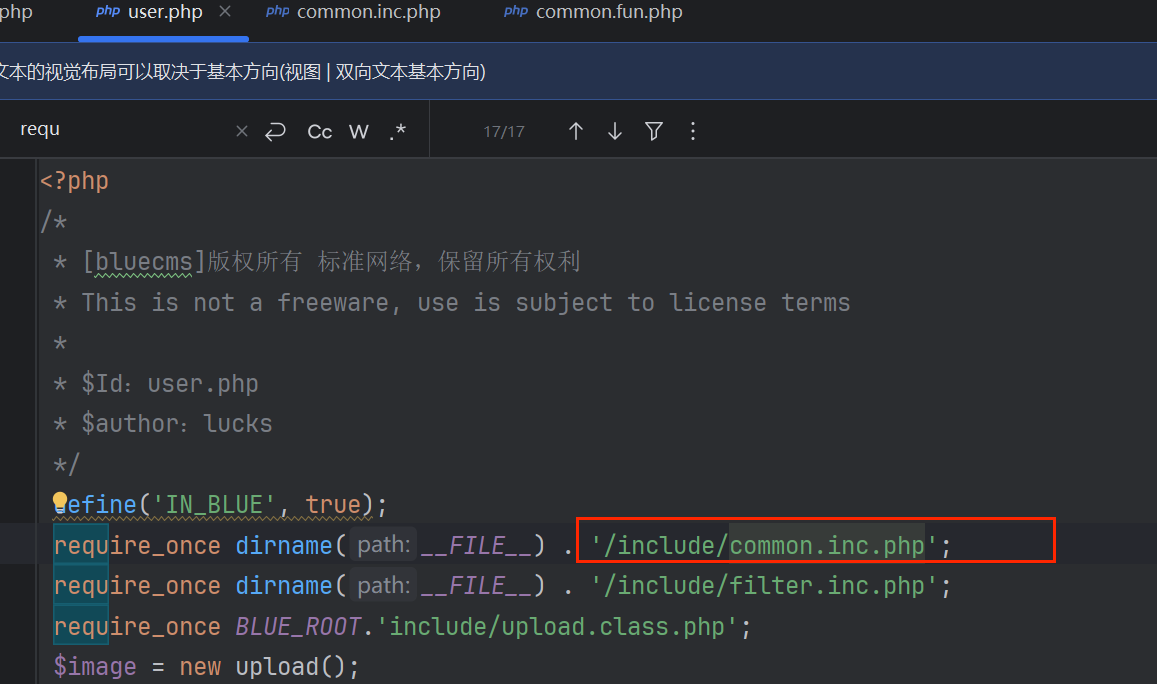 php
php user.php
php common.inc.php
php common.fun.php
文本的视觉布局可以取决于基本方向(视图 | 双向文本基本方向)
requ
Cc W .* 17/17
<?php
/*
* [bluecms]版权所有 标准网络，保留所有权利
* This is not a freeware, use is subject to license terms
*
* $Id：user.php
* $author：lucks
*/
define('IN_BLUE', true);
require_once dirname( path: __FILE__) . '/include/common.inc.php';
require_once dirname( path: __FILE__) . '/include/filter.inc.php';
require_once BLUE_ROOT.'include/upload.class.php';
$image = new upload();